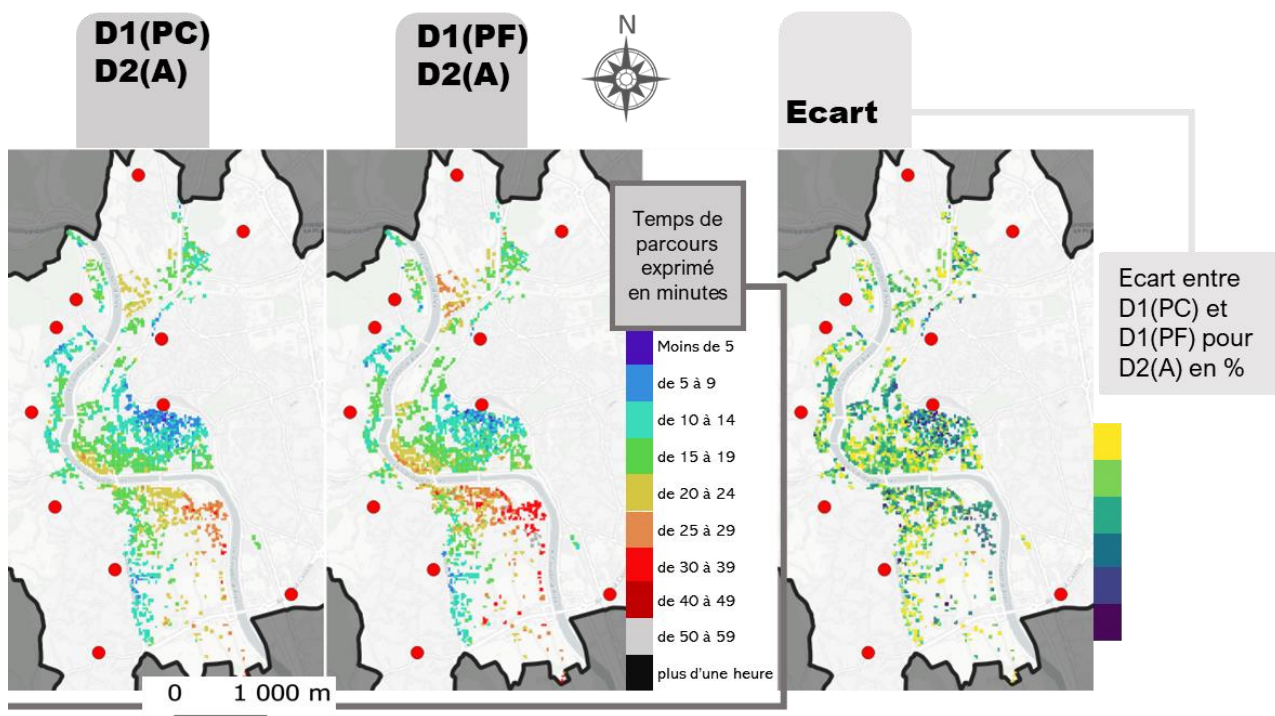 D1(PC)
D2(A)
D1(PF)
D2(A)
N
Ecart
Temps de
parcours
exprimé
en minutes
Ecart entre
D1(PC) et
D1(PF) pour
D2(A) en %
Moins de 5
de 5 à 9
de 10 à 14
de 15 à 19
de 20 à 24
de 25 à 29
de 30 à 39
de 40 à 49
de 50 à 59
plus d'une heure
0 1 000 m